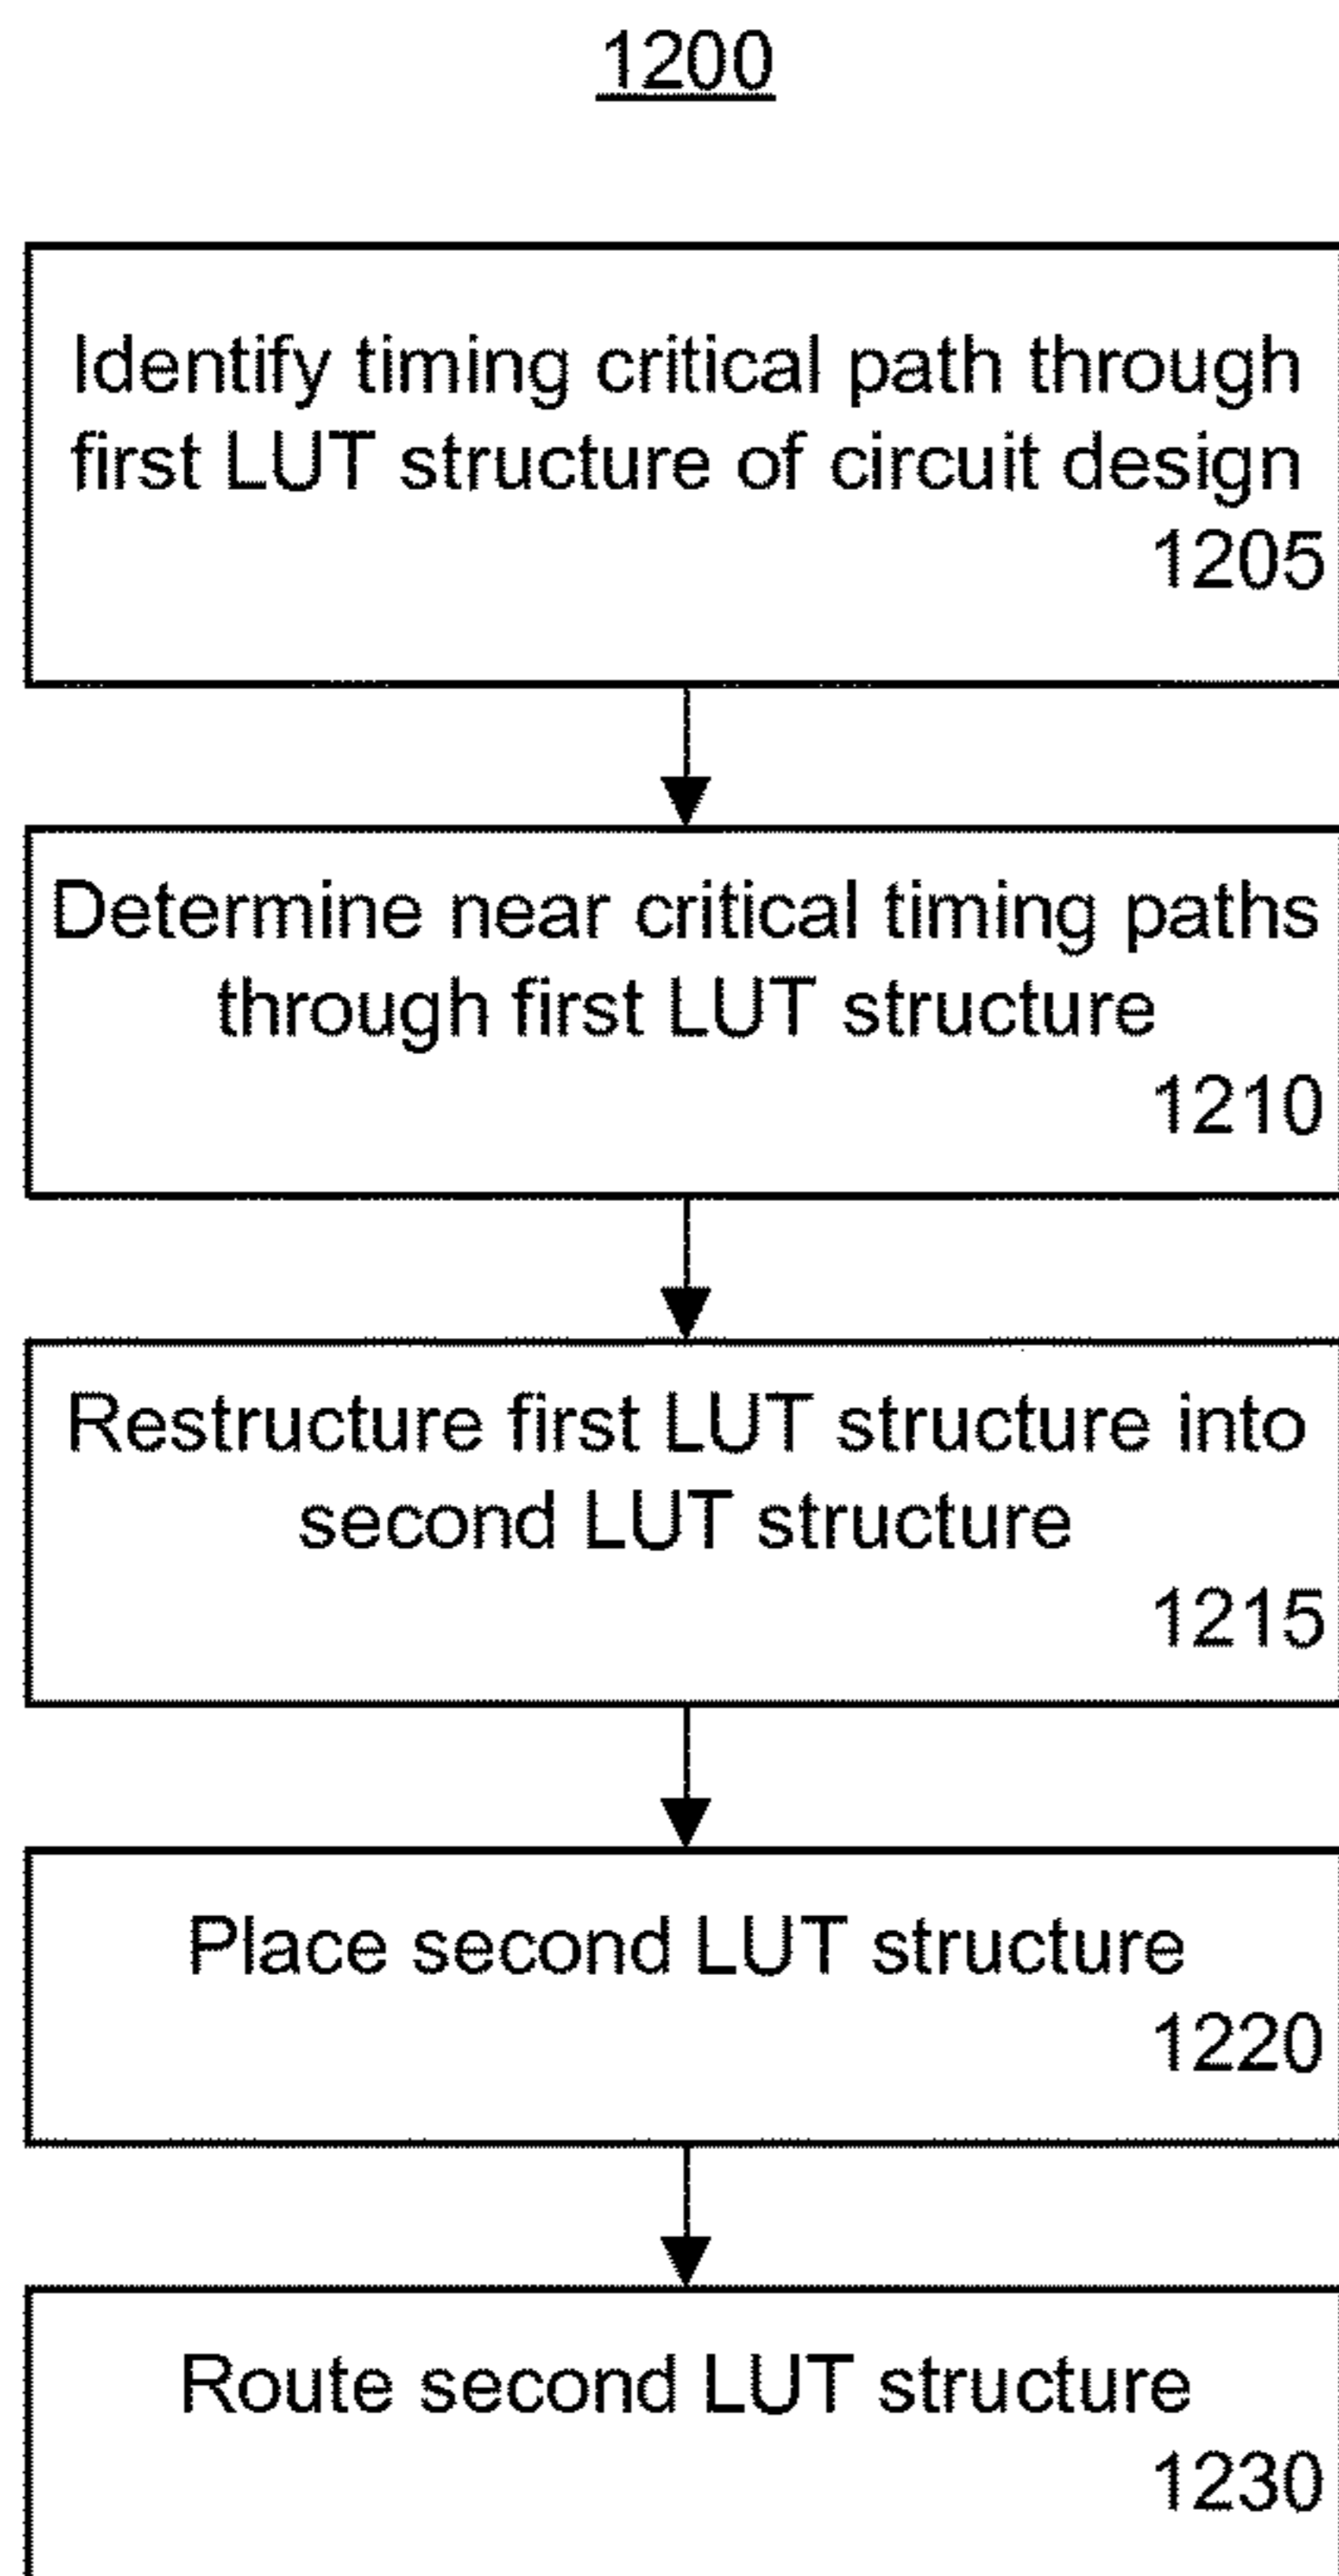 1200
Identify timing critical path through
first LUT structure of circuit design
1205
Determine near critical timing paths
through first LUT structure
1210
Restructure first LUT structure into
second LUT structure
1215
Place second LUT structure
1220
Route second LUT structure
1230